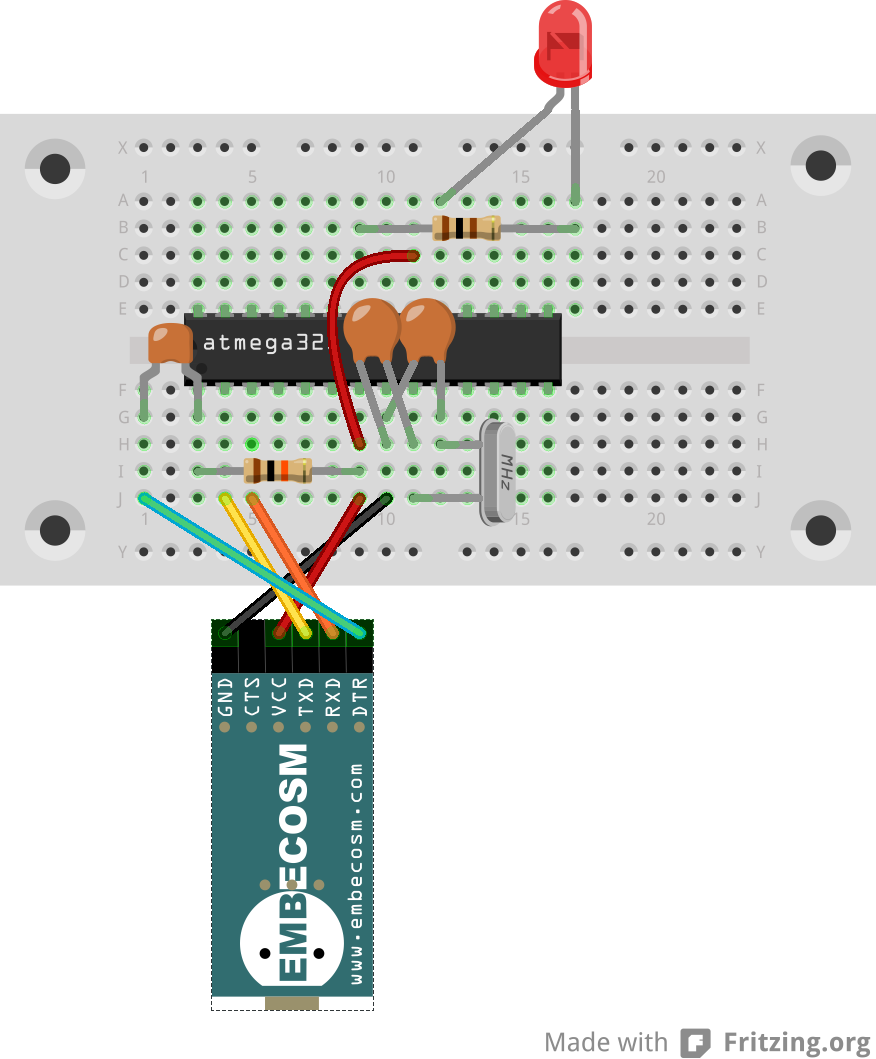 X X
1 5 10 15 20
A A
B B
C C
D D
E E
atmega32
F F
G G
H H
I I
J J
MHz
1 5 10 15 20
Y Y
GND CTS VCC TXD RXD DTR
EMBECOSM
www.embecosm.com
Made with Fritzing.org